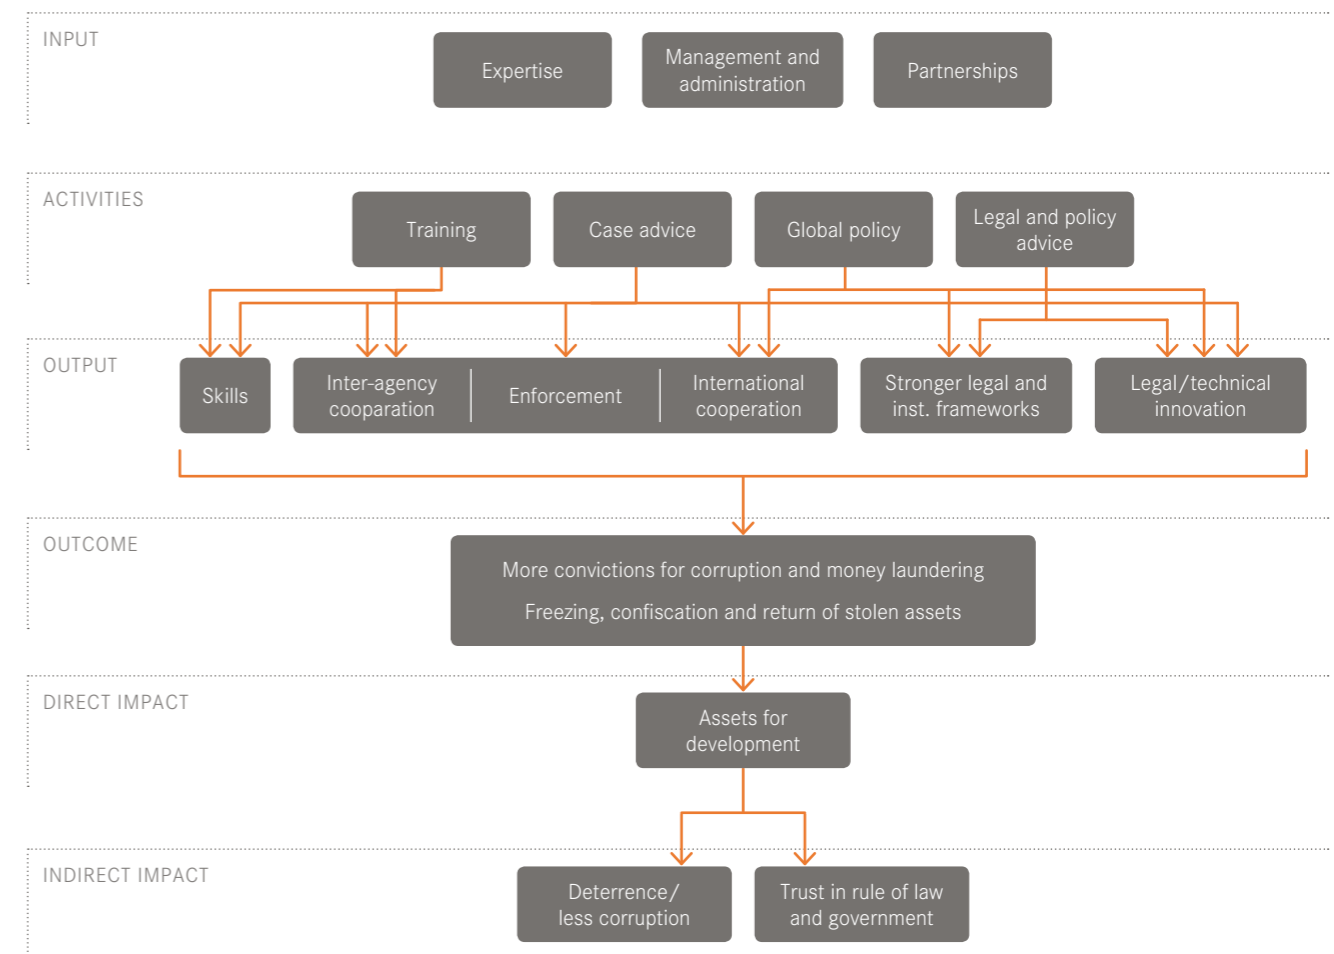 INPUT
Expertise
Management and
administration
Partnerships
ACTIVITIES
Training
Case advice
Global policy
Legal and policy
advice
OUTPUT
Skills
Inter-agency
cooparation
Enforcement
International
cooperation
Stronger legal and
inst. frameworks
Legal/technical
innovation
OUTCOME
More convictions for corruption and money laundering
Freezing, confiscation and return of stolen assets
DIRECT IMPACT
Assets for
development
INDIRECT IMPACT
Deterrence/
less corruption
Trust in rule of law
and government